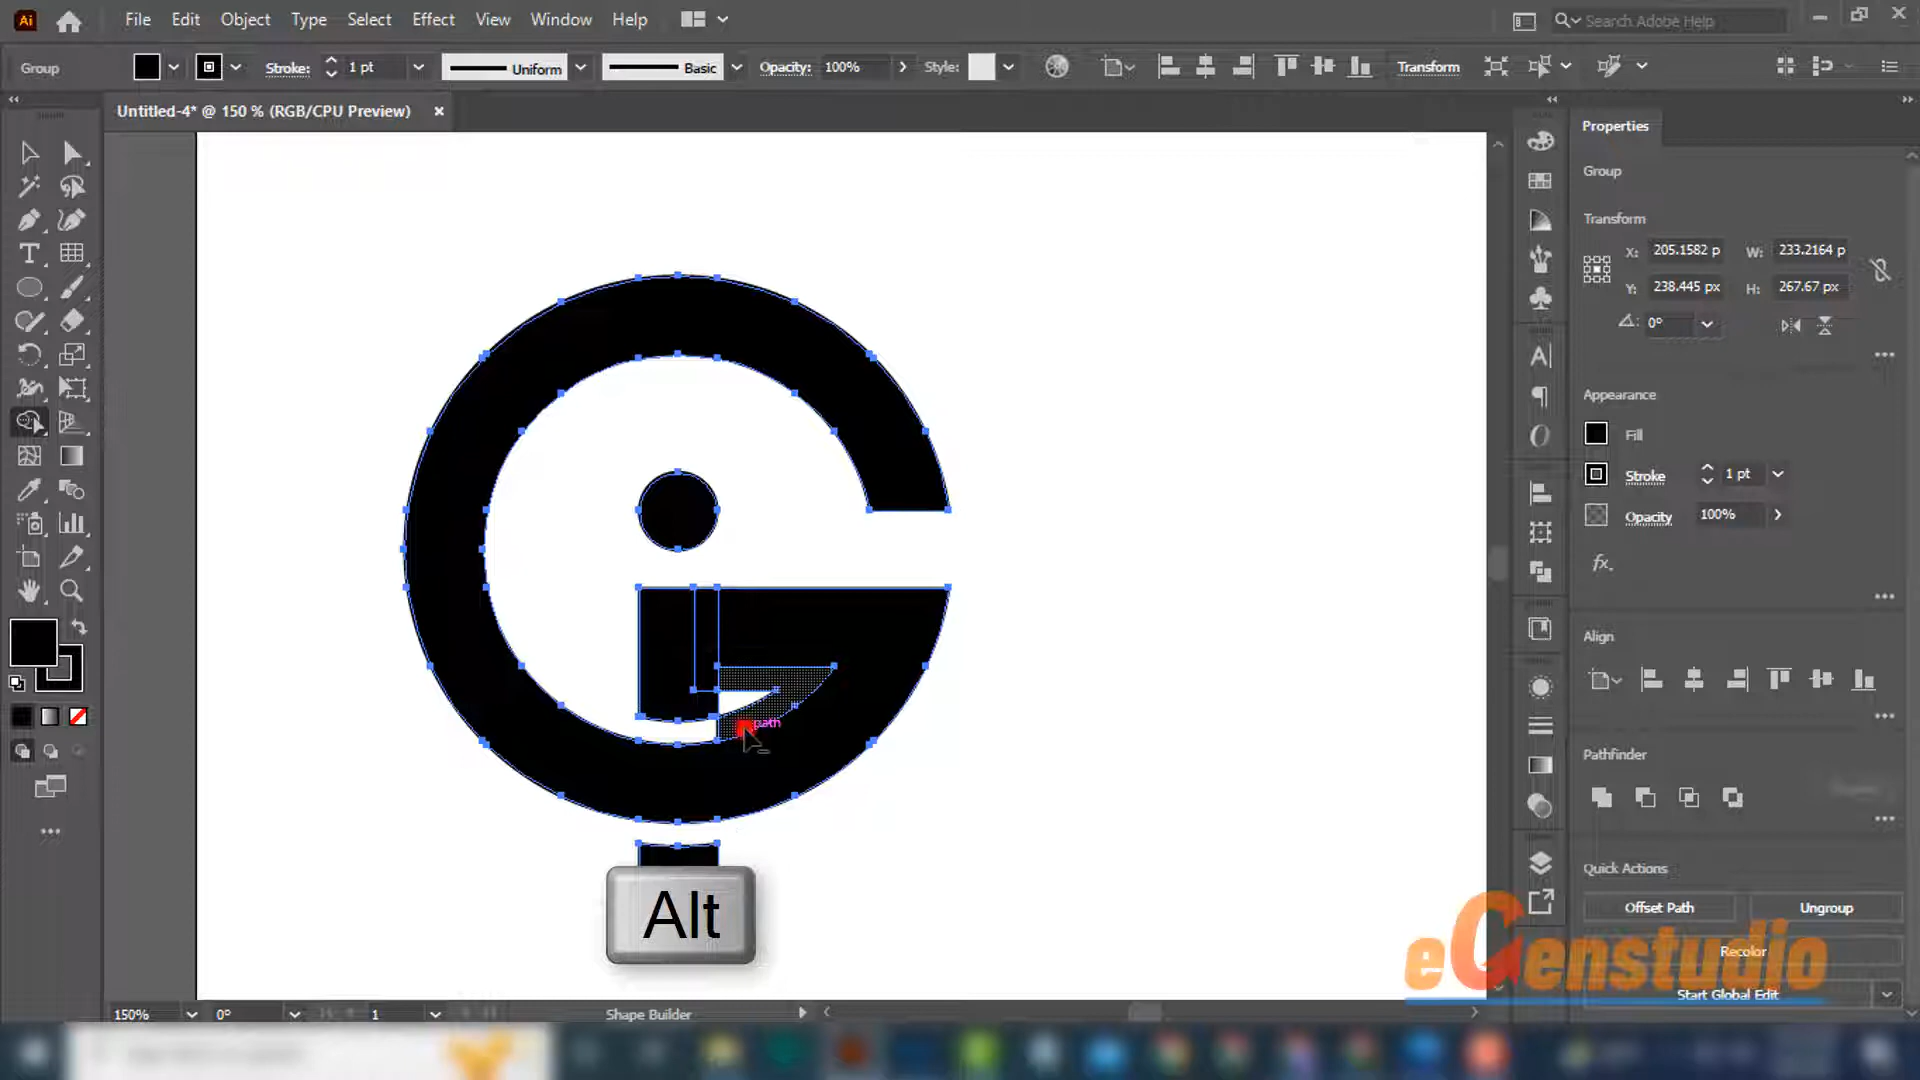 Ai File Edit Object Type Select Effect View Window Help Search Adobe Help
Group Stroke: 1 pt Uniform Basic Opacity: 100% Style: Transform
Untitled-4* @ 150 % (RGB/CPU Preview) ×
Properties
Group
Transform
X: 205.1582 p W: 233.2164 p
Y: 238.445 px H: 267.67 px
0°
Appearance
Fill
Stroke 1 pt
Opacity 100%
fx.
Align
path
Pathfinder
Quick Actions
Offset Path Ungroup
Recolor
Start Global Edit
Alt
eGenstudio
150% 0° 1 Shape Builder